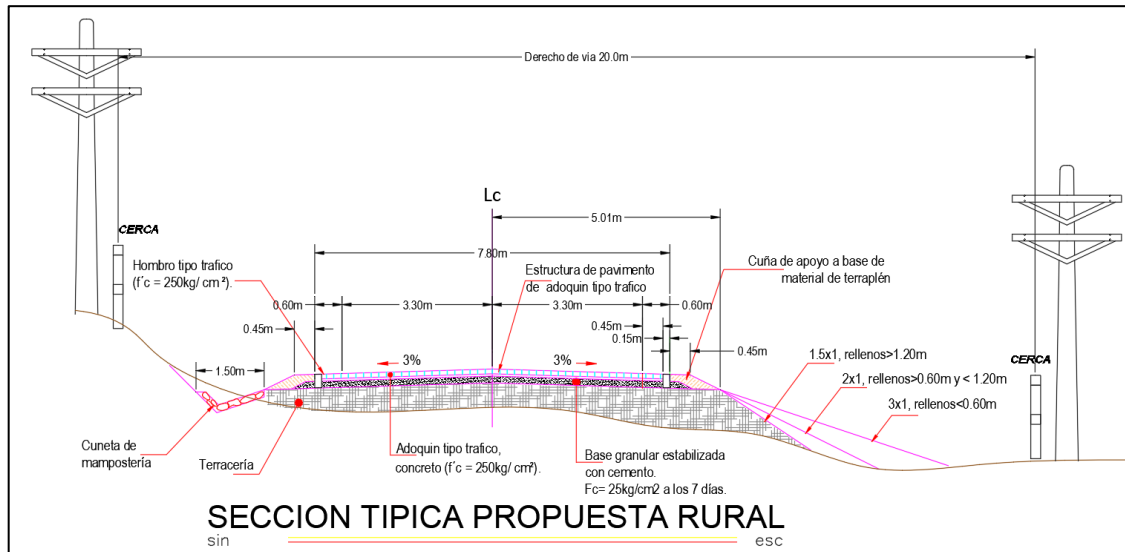 Derecho de vía 20.0m
Lc
5.01m
CERCA
7.80m
Hombro tipo trafico
(f´c = 250kg/ cm²).
Estructura de pavimento
de adoquin tipo trafico
Cuña de apoyo a base de
material de terraplén
0.60m
3.30m
3.30m
0.60m
0.45m
0.45m
0.15m
0.45m
3%
3%
1.50m
1.5x1, rellenos>1.20m
CERCA
2x1, rellenos>0.60m y < 1.20m
3x1, rellenos<0.60m
Cuneta de
mampostería
Terracería
Adoquin tipo trafico,
concreto (f´c = 250kg/ cm²).
Base granular estabilizada
con cemento.
Fc= 25kg/cm2 a los 7 días.
SECCION TIPICA PROPUESTA RURAL
sin esc